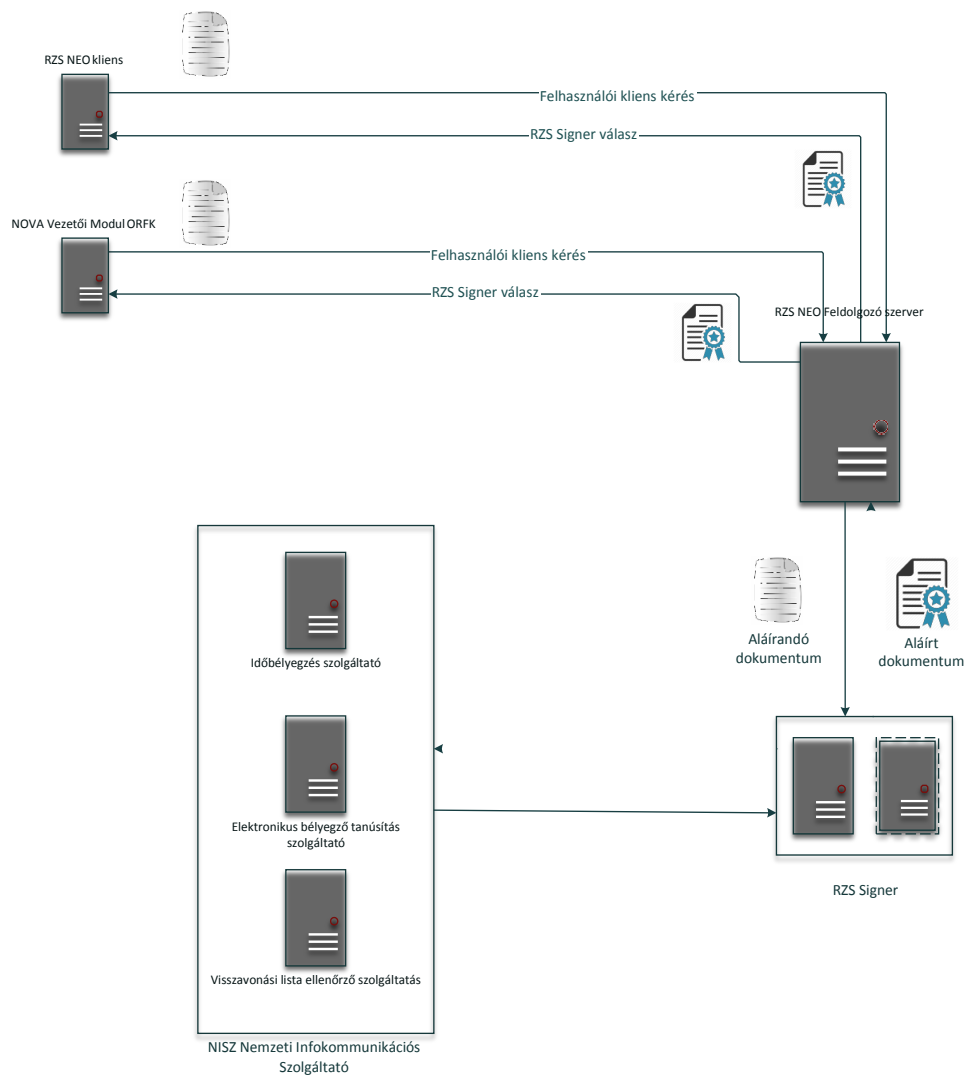 RZS NEO kliens
Felhasználói kliens kérés
RZS Signer válasz
NOVA Vezetői Modul ORFK
Felhasználói kliens kérés
RZS Signer válasz
RZS NEO Feldolgozó szerver
Aláírandó
dokumentum
Aláírt
dokumentum
Időbélyegzés szolgáltató
Elektronikus bélyegző tanúsítás
szolgáltató
Visszavonási lista ellenőrző szolgáltatás
RZS Signer
NISZ Nemzeti Infokommunikációs
Szolgáltató